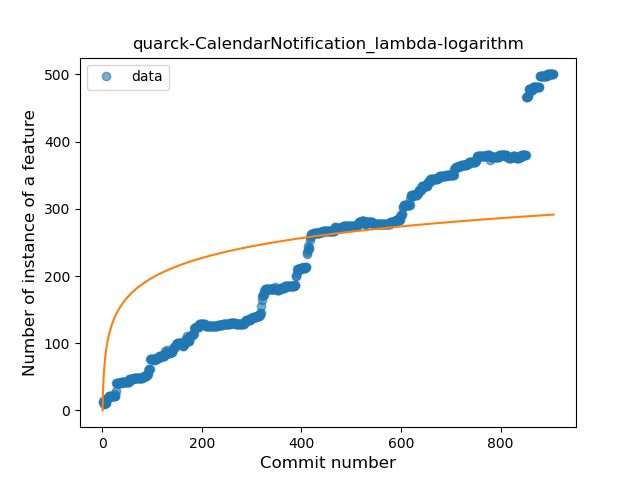 quarck-CalendarNotification_lambda-logarithm
data
Number of instance of a feature
500
400
300
200
100
0
0 200 400 600 800
Commit number